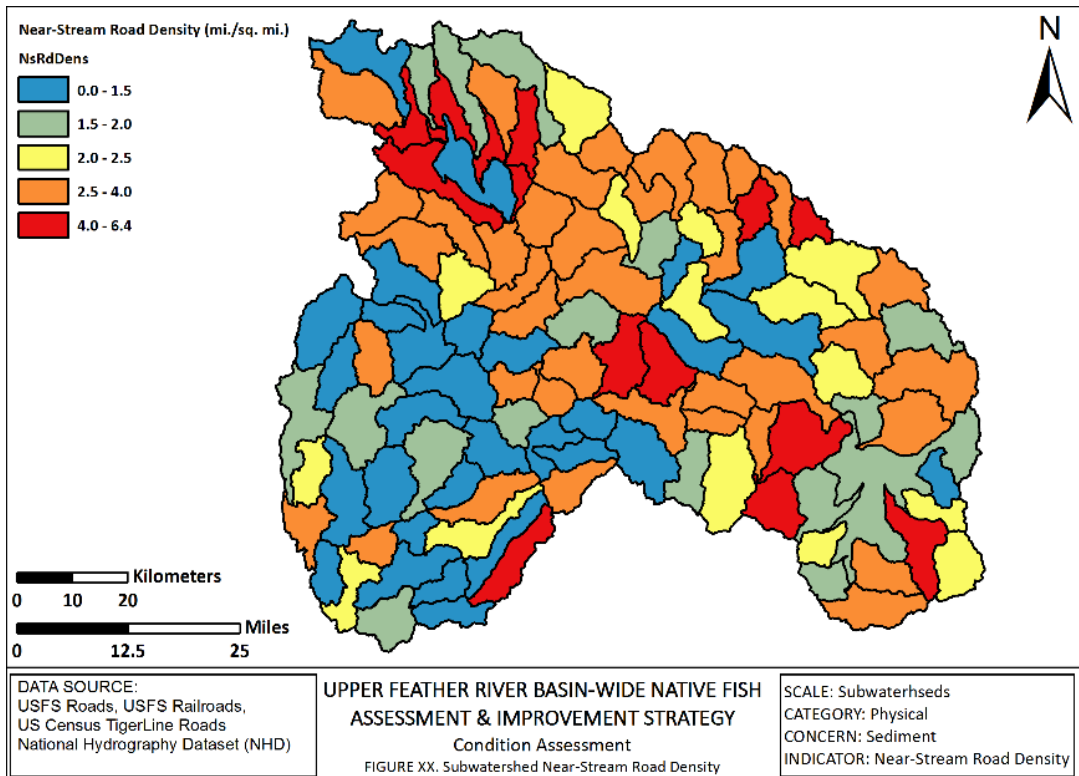 Near-Stream Road Density (mi./sq. mi.)
NsRdDens
0.0 - 1.5
1.5 - 2.0
2.0 - 2.5
2.5 - 4.0
4.0 - 6.4
N
Kilometers
0 10 20
Miles
0 12.5 25
DATA SOURCE:
USFS Roads, USFS Railroads,
US Census TigerLine Roads
National Hydrography Dataset (NHD)
UPPER FEATHER RIVER BASIN-WIDE NATIVE FISH
ASSESSMENT & IMPROVEMENT STRATEGY
Condition Assessment
FIGURE XX. Subwatershed Near-Stream Road Density
SCALE: Subwaterhseds
CATEGORY: Physical
CONCERN: Sediment
INDICATOR: Near-Stream Road Density